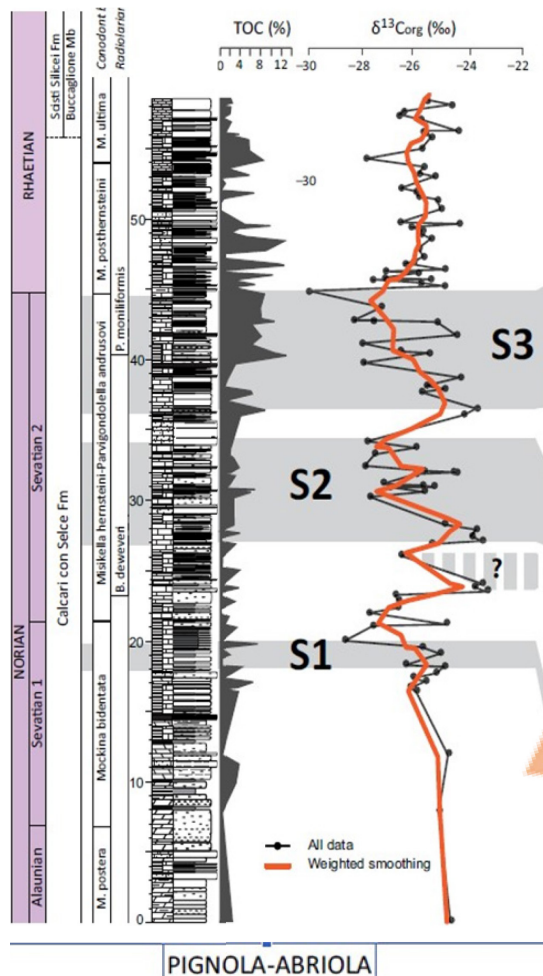 TOC (%)
δ¹³Corg (‰)
0 4 8 12
−30 −28 −26 −24 −22
Scisti Silicei Fm
Buccaglione Mb
Conodont
Radiolarian
RHAETIAN
NORIAN
Sevatian 2
Sevatian 1
Alaunian
Calcari con Selce Fm
M. ultima
M. posthernsteini
Misikella hernsteini-Parvigondolella andrusovi
Mockina bidentata
M. postera
P. moniliformis
B. deweveri
50
40
30
20
10
0
−30
S3
S2
?
S1
All data
Weighted smoothing
PIGNOLA-ABRIOLA